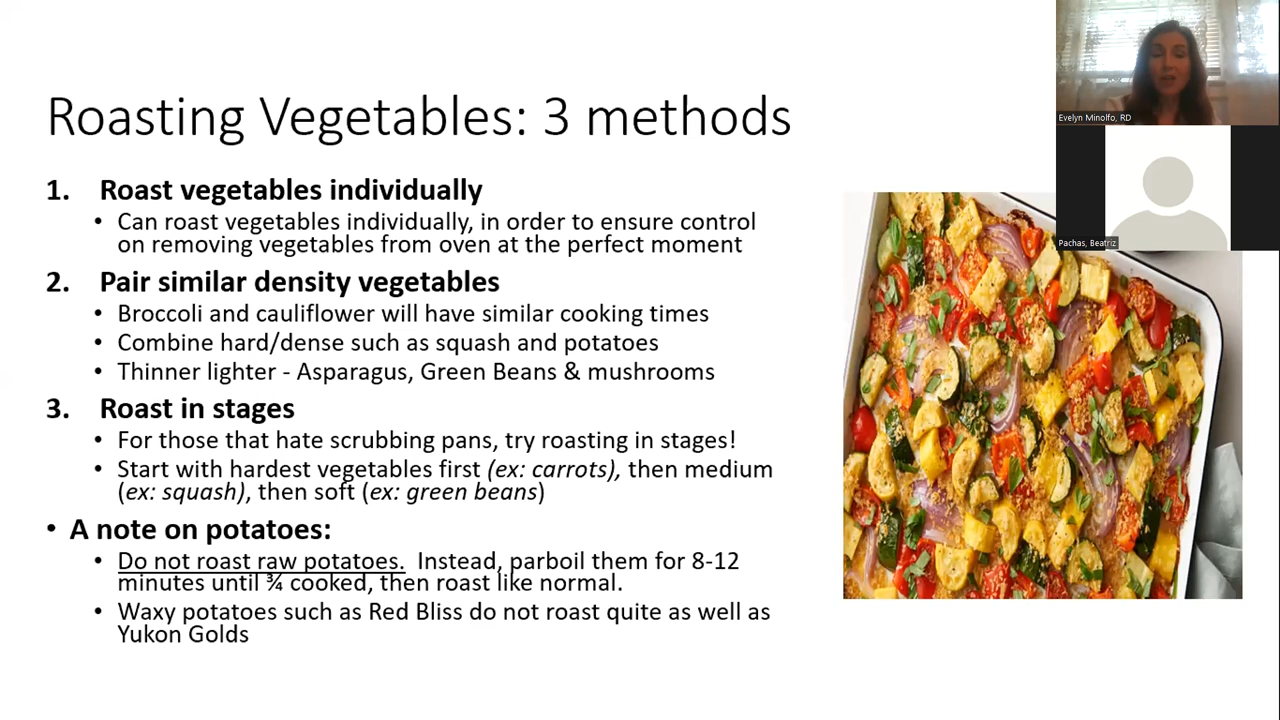 Roasting Vegetables: 3 methods
1. Roast vegetables individually
• Can roast vegetables individually, in order to ensure control
on removing vegetables from oven at the perfect moment
2. Pair similar density vegetables
• Broccoli and cauliflower will have similar cooking times
• Combine hard/dense such as squash and potatoes
• Thinner lighter - Asparagus, Green Beans & mushrooms
3. Roast in stages
• For those that hate scrubbing pans, try roasting in stages!
• Start with hardest vegetables first (ex: carrots), then medium
(ex: squash), then soft (ex: green beans)
• A note on potatoes:
• Do not roast raw potatoes. Instead, parboil them for 8-12
minutes until ¾ cooked, then roast like normal.
• Waxy potatoes such as Red Bliss do not roast quite as well as
Yukon Golds
Evelyn Minolfo, RD
Pachas, Beatriz